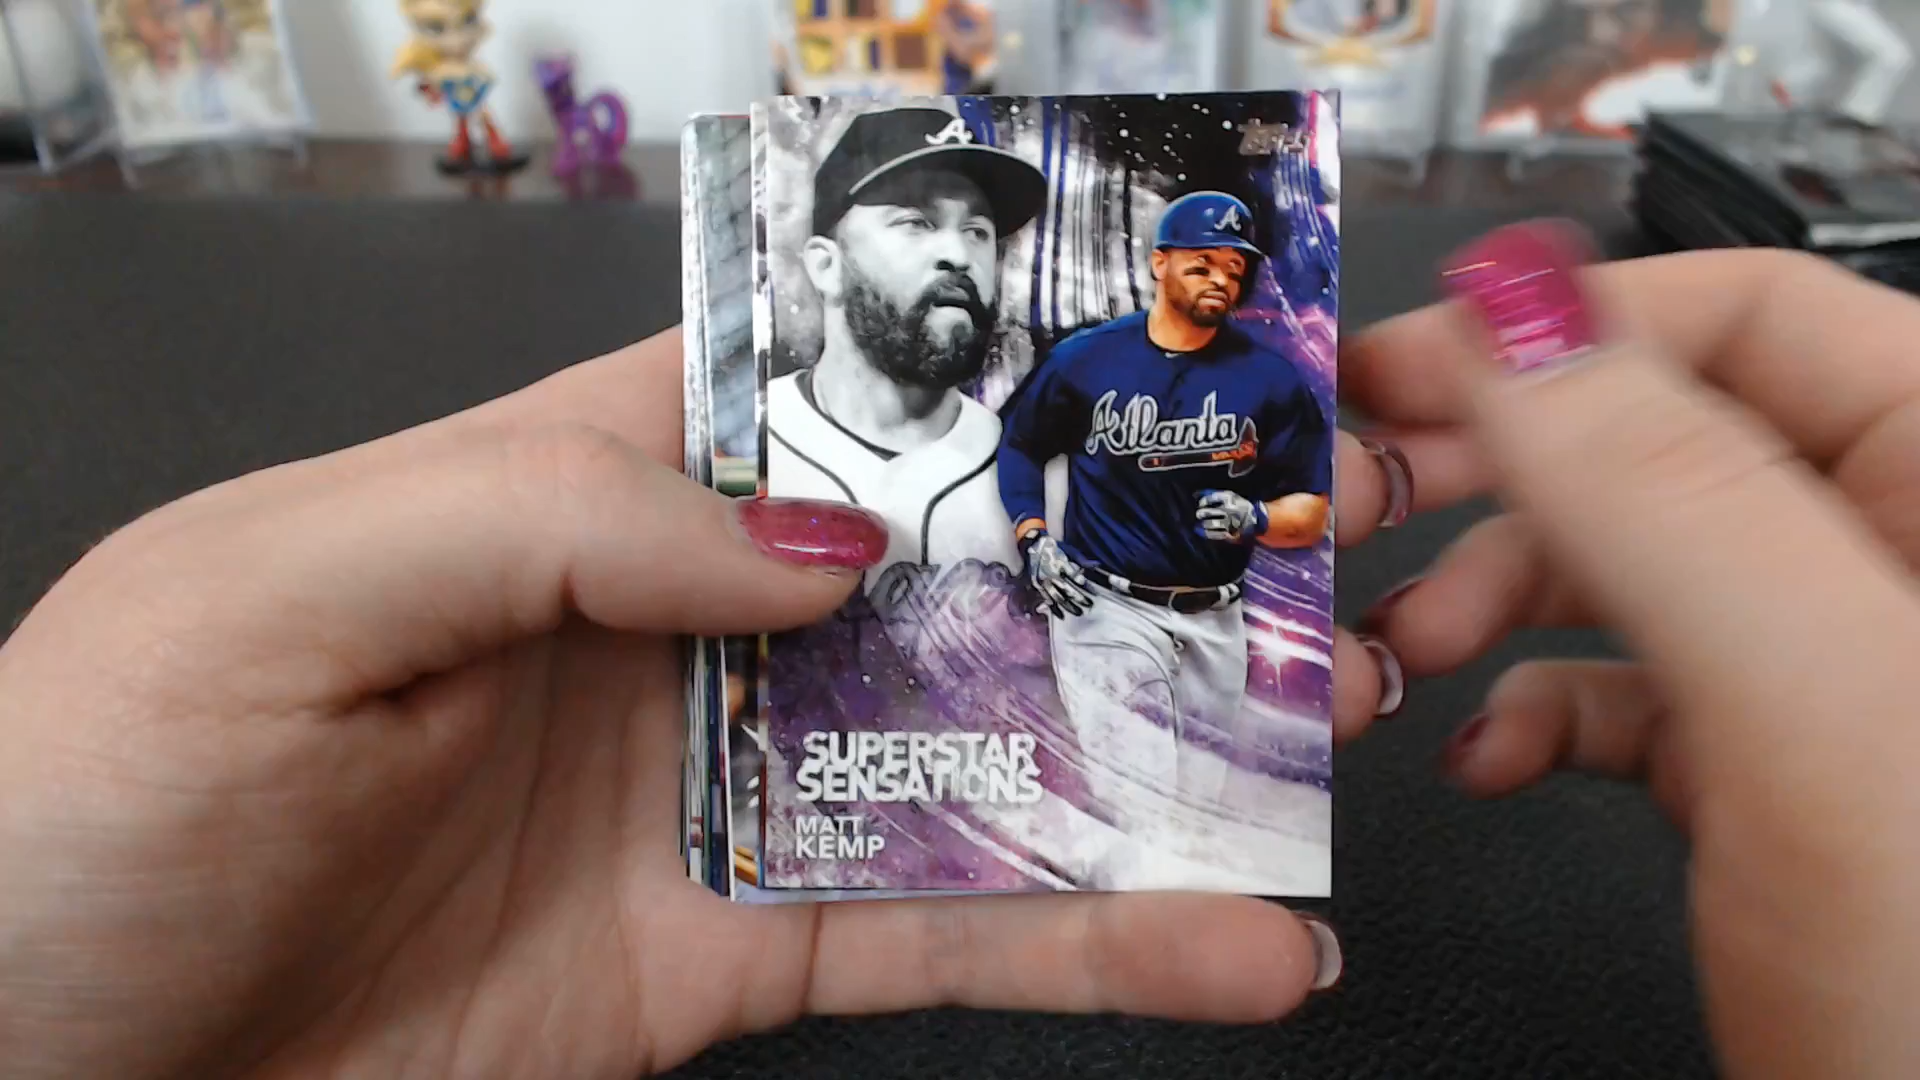 A
Topps
A
Atlanta
SUPERSTAR
SENSATIONS
MATT
KEMP